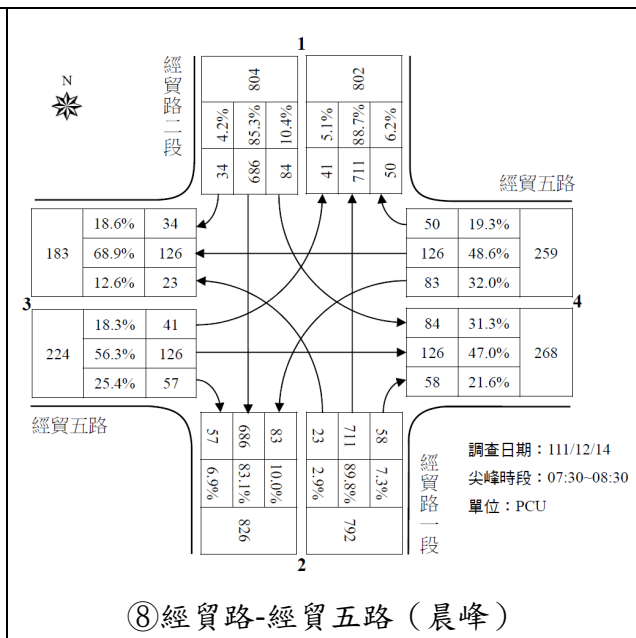 1
N
經貿路二段
804
802
4.2% 85.3% 10.4%
5.1% 88.7% 6.2%
34 686 84
41 711 50
經貿五路
183
18.6% 34
68.9% 126
12.6% 23
50 19.3%
126 48.6%
83 32.0%
259
3
4
224
18.3% 41
56.3% 126
25.4% 57
84 31.3%
126 47.0%
58 21.6%
268
經貿五路
57 686 83
23 711 58
6.9% 83.1% 10.0%
2.9% 89.8% 7.3%
826
792
經貿路一段
調查日期：111/12/14
尖峰時段：07:30~08:30
單位：PCU
2
⑧經貿路-經貿五路（晨峰）